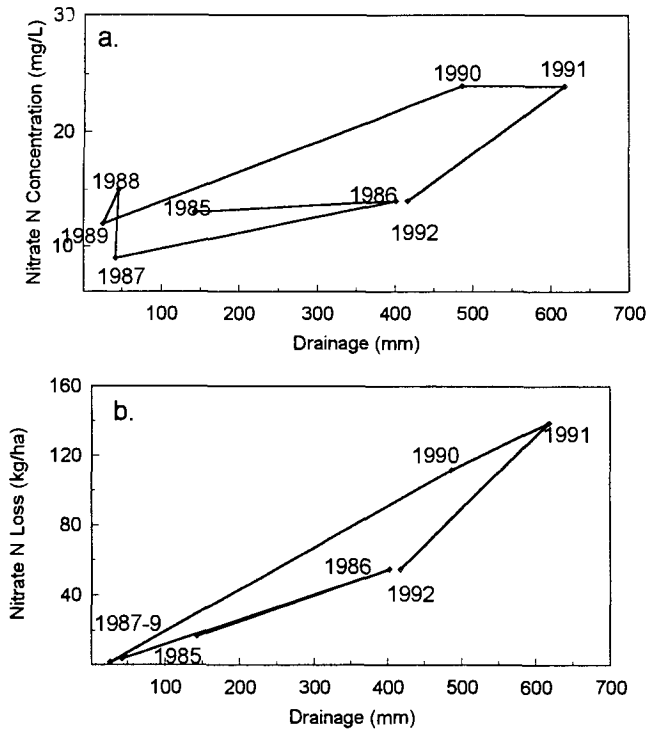 30
a.
1990
1991
Nitrate N Concentration (mg/L)
20
1988
1985
1986
1989
10
1992
1987
100 200 300 400 500 600 700
Drainage (mm)
160
b.
120
1990
1991
Nitrate N Loss (kg/ha)
80
1986
40
1992
1987-9
1985
100 200 300 400 500 600 700
Drainage (mm)